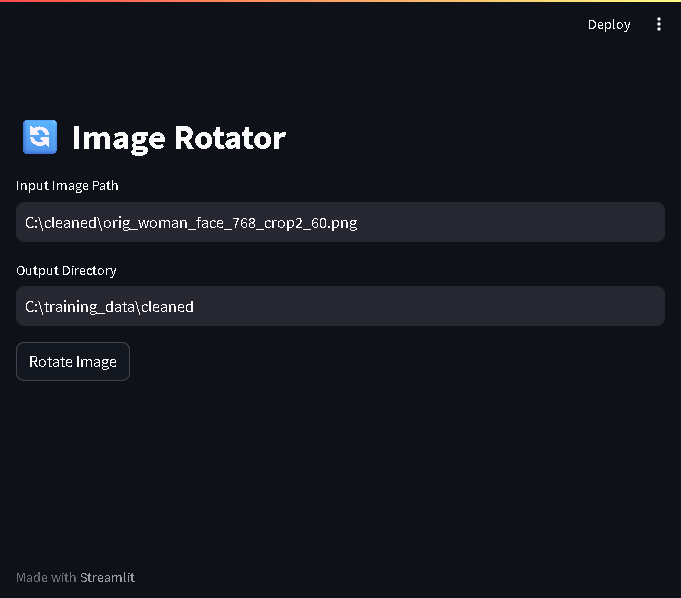 Deploy
Image Rotator
Input Image Path
C:\cleaned\orig_woman_face_768_crop2_60.png
Output Directory
C:\training_data\cleaned
Rotate Image
Made with Streamlit